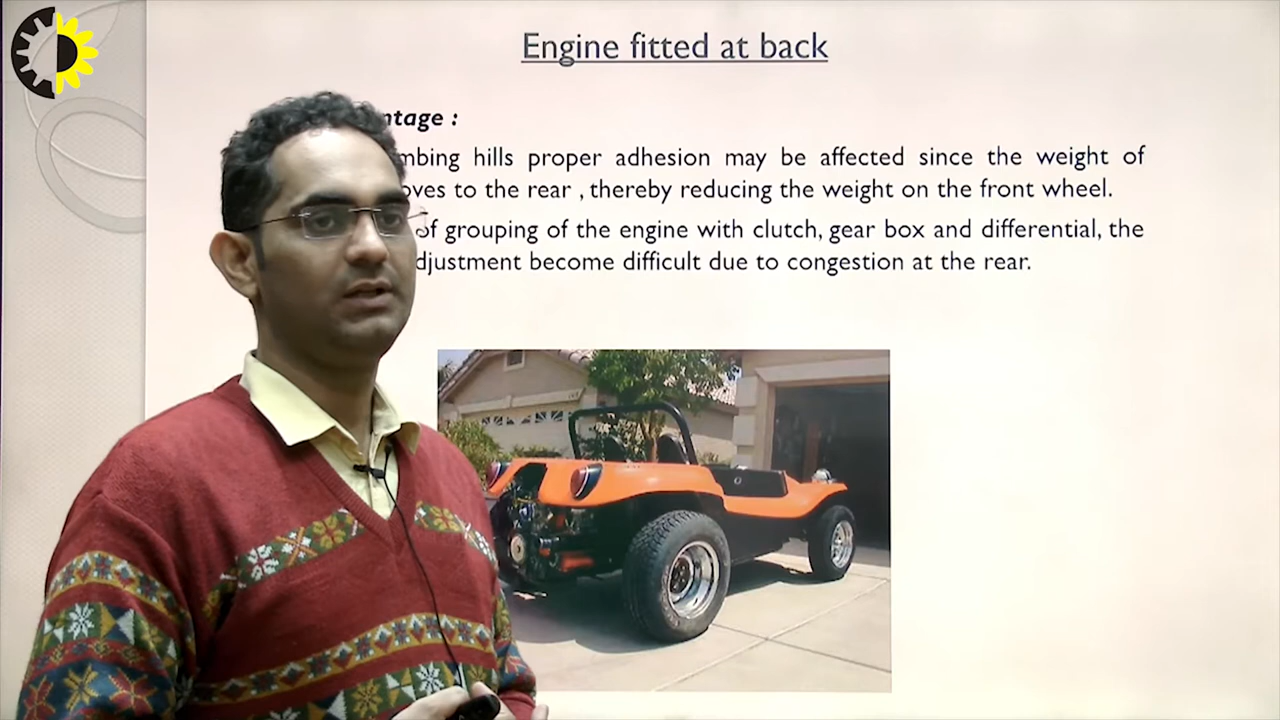 Engine fitted at back
ntage :
mbing hills proper adhesion may be affected since the weight of
oves to the rear , thereby reducing the weight on the front wheel.
of grouping of the engine with clutch, gear box and differential, the
djustment become difficult due to congestion at the rear.